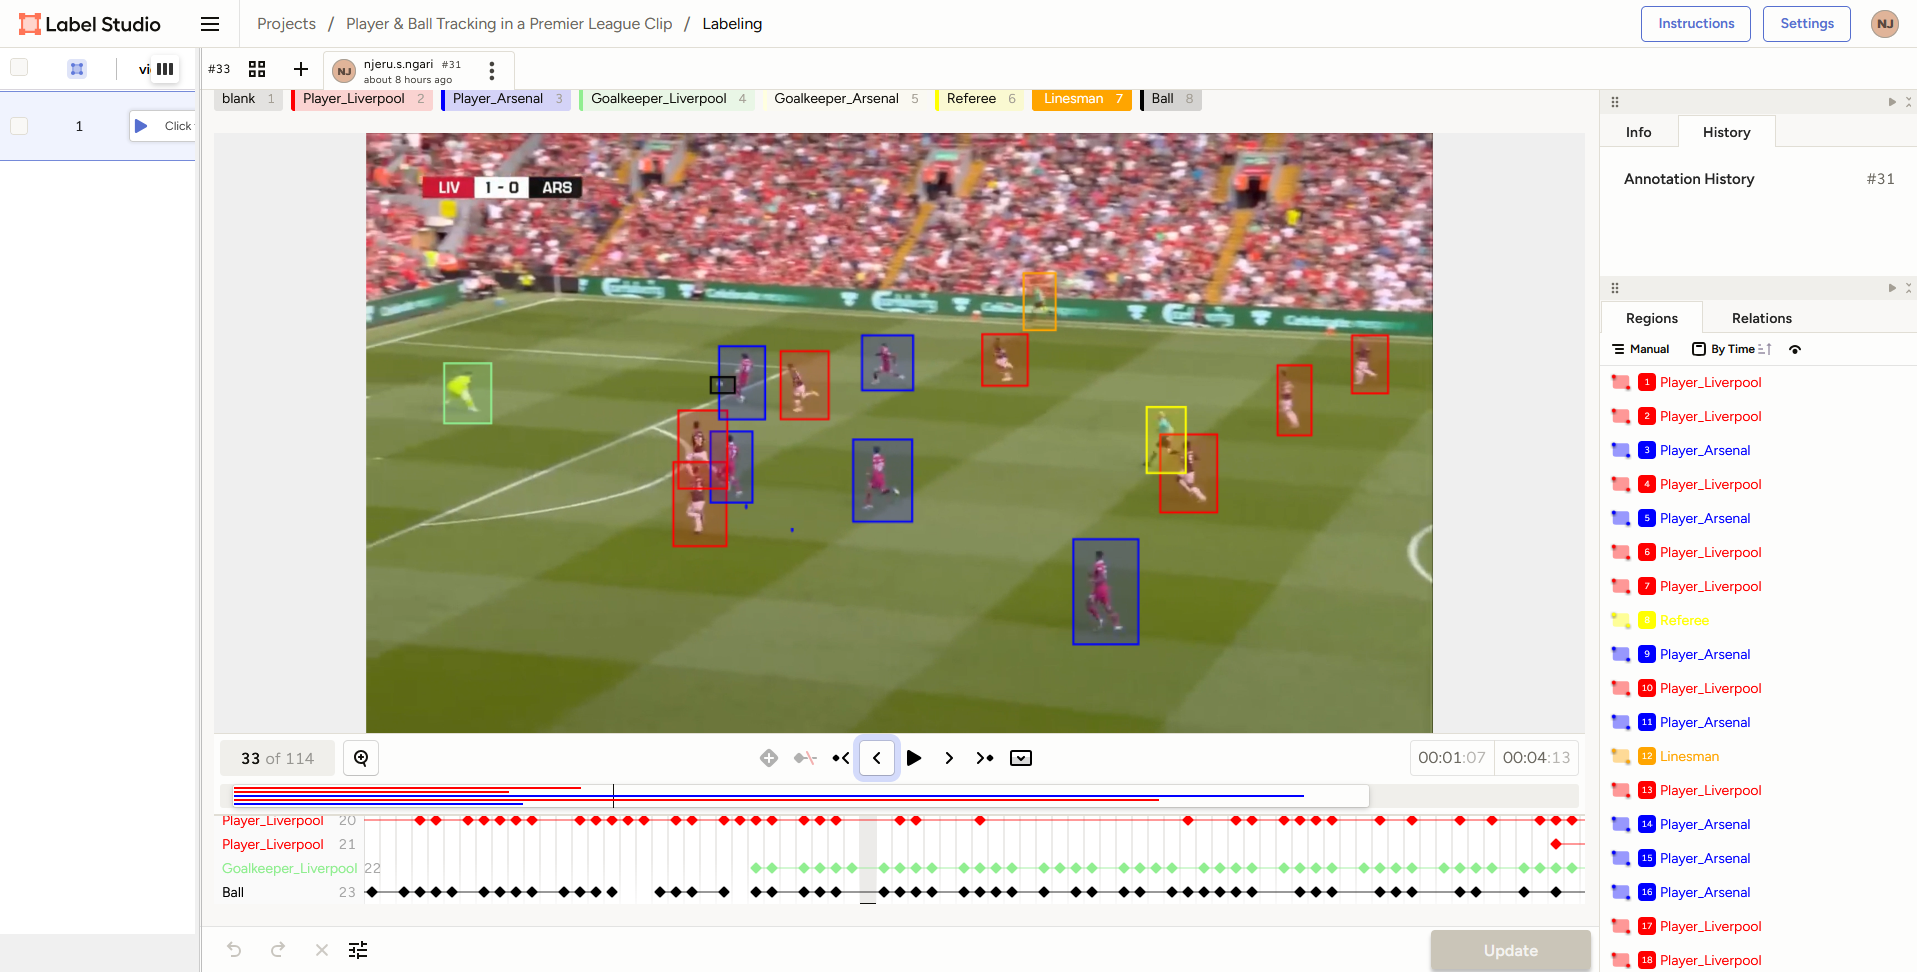 Label Studio
Projects / Player & Ball Tracking in a Premier League Clip / Labeling
Instructions
Settings
NJ
vi
#33
NJ
njeru.s.ngari #31
about 8 hours ago
blank 1
Player_Liverpool 2
Player_Arsenal 3
Goalkeeper_Liverpool 4
Goalkeeper_Arsenal 5
Referee 6
Linesman 7
Ball 8
1
Click
LIV 1 - 0 ARS
Carlsberg
Carlsberg
Carlsberg
Info
History
Annotation History #31
Regions
Relations
Manual
By Time
1 Player_Liverpool
2 Player_Liverpool
3 Player_Arsenal
4 Player_Liverpool
5 Player_Arsenal
6 Player_Liverpool
7 Player_Liverpool
Referee
9 Player_Arsenal
10 Player_Liverpool
11 Player_Arsenal
12 Linesman
13 Player_Liverpool
14 Player_Arsenal
15 Player_Arsenal
16 Player_Arsenal
17 Player_Liverpool
18 Player_Liverpool
33 of 114
00:01:07
00:04:13
Player_Liverpool 20
Player_Liverpool 21
Goalkeeper_Liverpool 22
Ball 23
Update